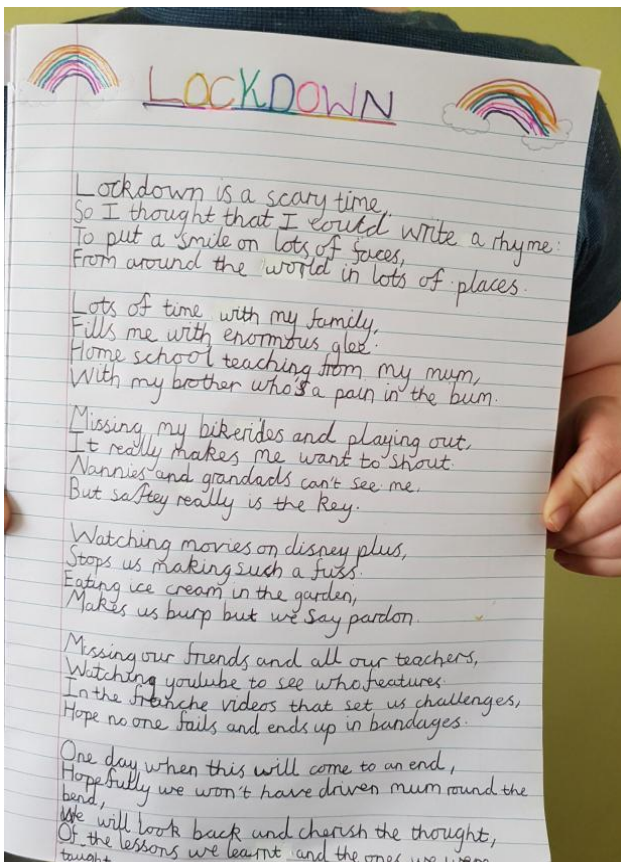 LOCKDOWN
Lockdown is a scary time,
So I thought that I could write a rhyme.
To put a smile on lots of faces,
From around the world in lots of places.
Lots of time with my family,
Fills me with enormous glee.
Home school teaching from my mum,
With my brother who's a pain in the bum.
Missing my bikerides and playing out,
It really makes me want to shout.
Nannies and grandads can't see me,
But saftey really is the key.
Watching movies on disney plus,
Stops us making such a fuss.
Eating ice cream in the garden,
Makes us burp but we say pardon.
Missing our friends and all our teachers,
Watching youtube to see who features.
In the franche videos that set us challenges,
Hope no one fails and ends up in bandages.
One day when this will come to an end,
Hopefully we won't have driven mum round the
bend,
We will look back and cherish the thought,
Of the lessons we learnt and the ones we were
taught